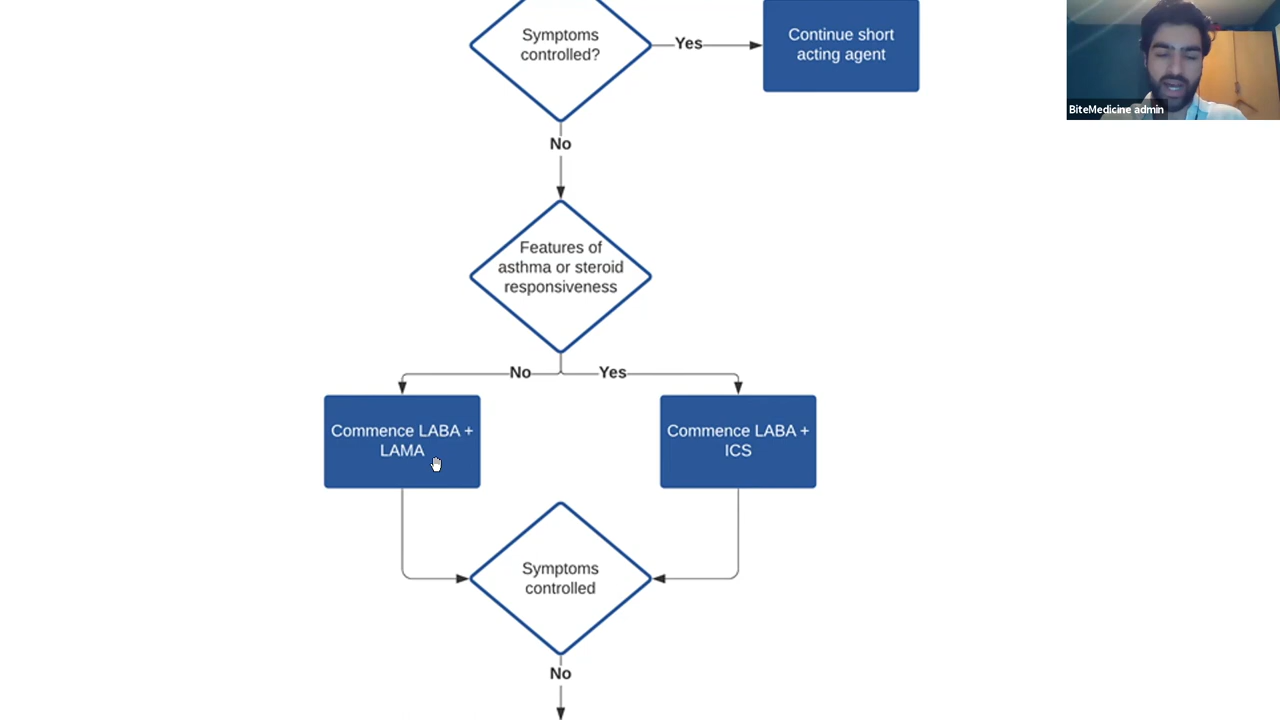 Symptoms
controlled?
Yes
Continue short
acting agent
BiteMedicine admin
No
Features of
asthma or steroid
responsiveness
No
Yes
Commence LABA +
LAMA
Commence LABA +
ICS
Symptoms
controlled
No